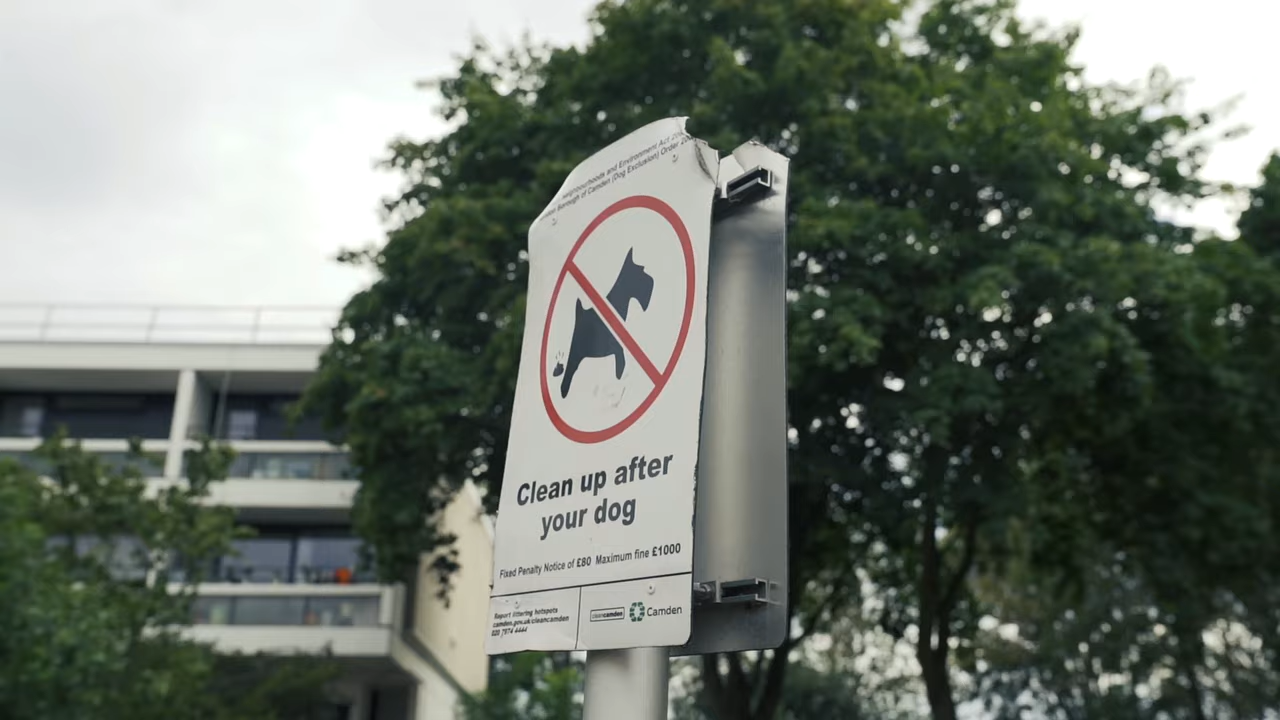 Neighbourhoods and Environment Act
London Borough of Camden (Dog Exclusion) Order
Clean up after
your dog
Fixed Penalty Notice of £80 Maximum fine £1000
Report littering hotspots
camden.gov.uk/cleancamden
020 7974 4444
cleancamden
Camden